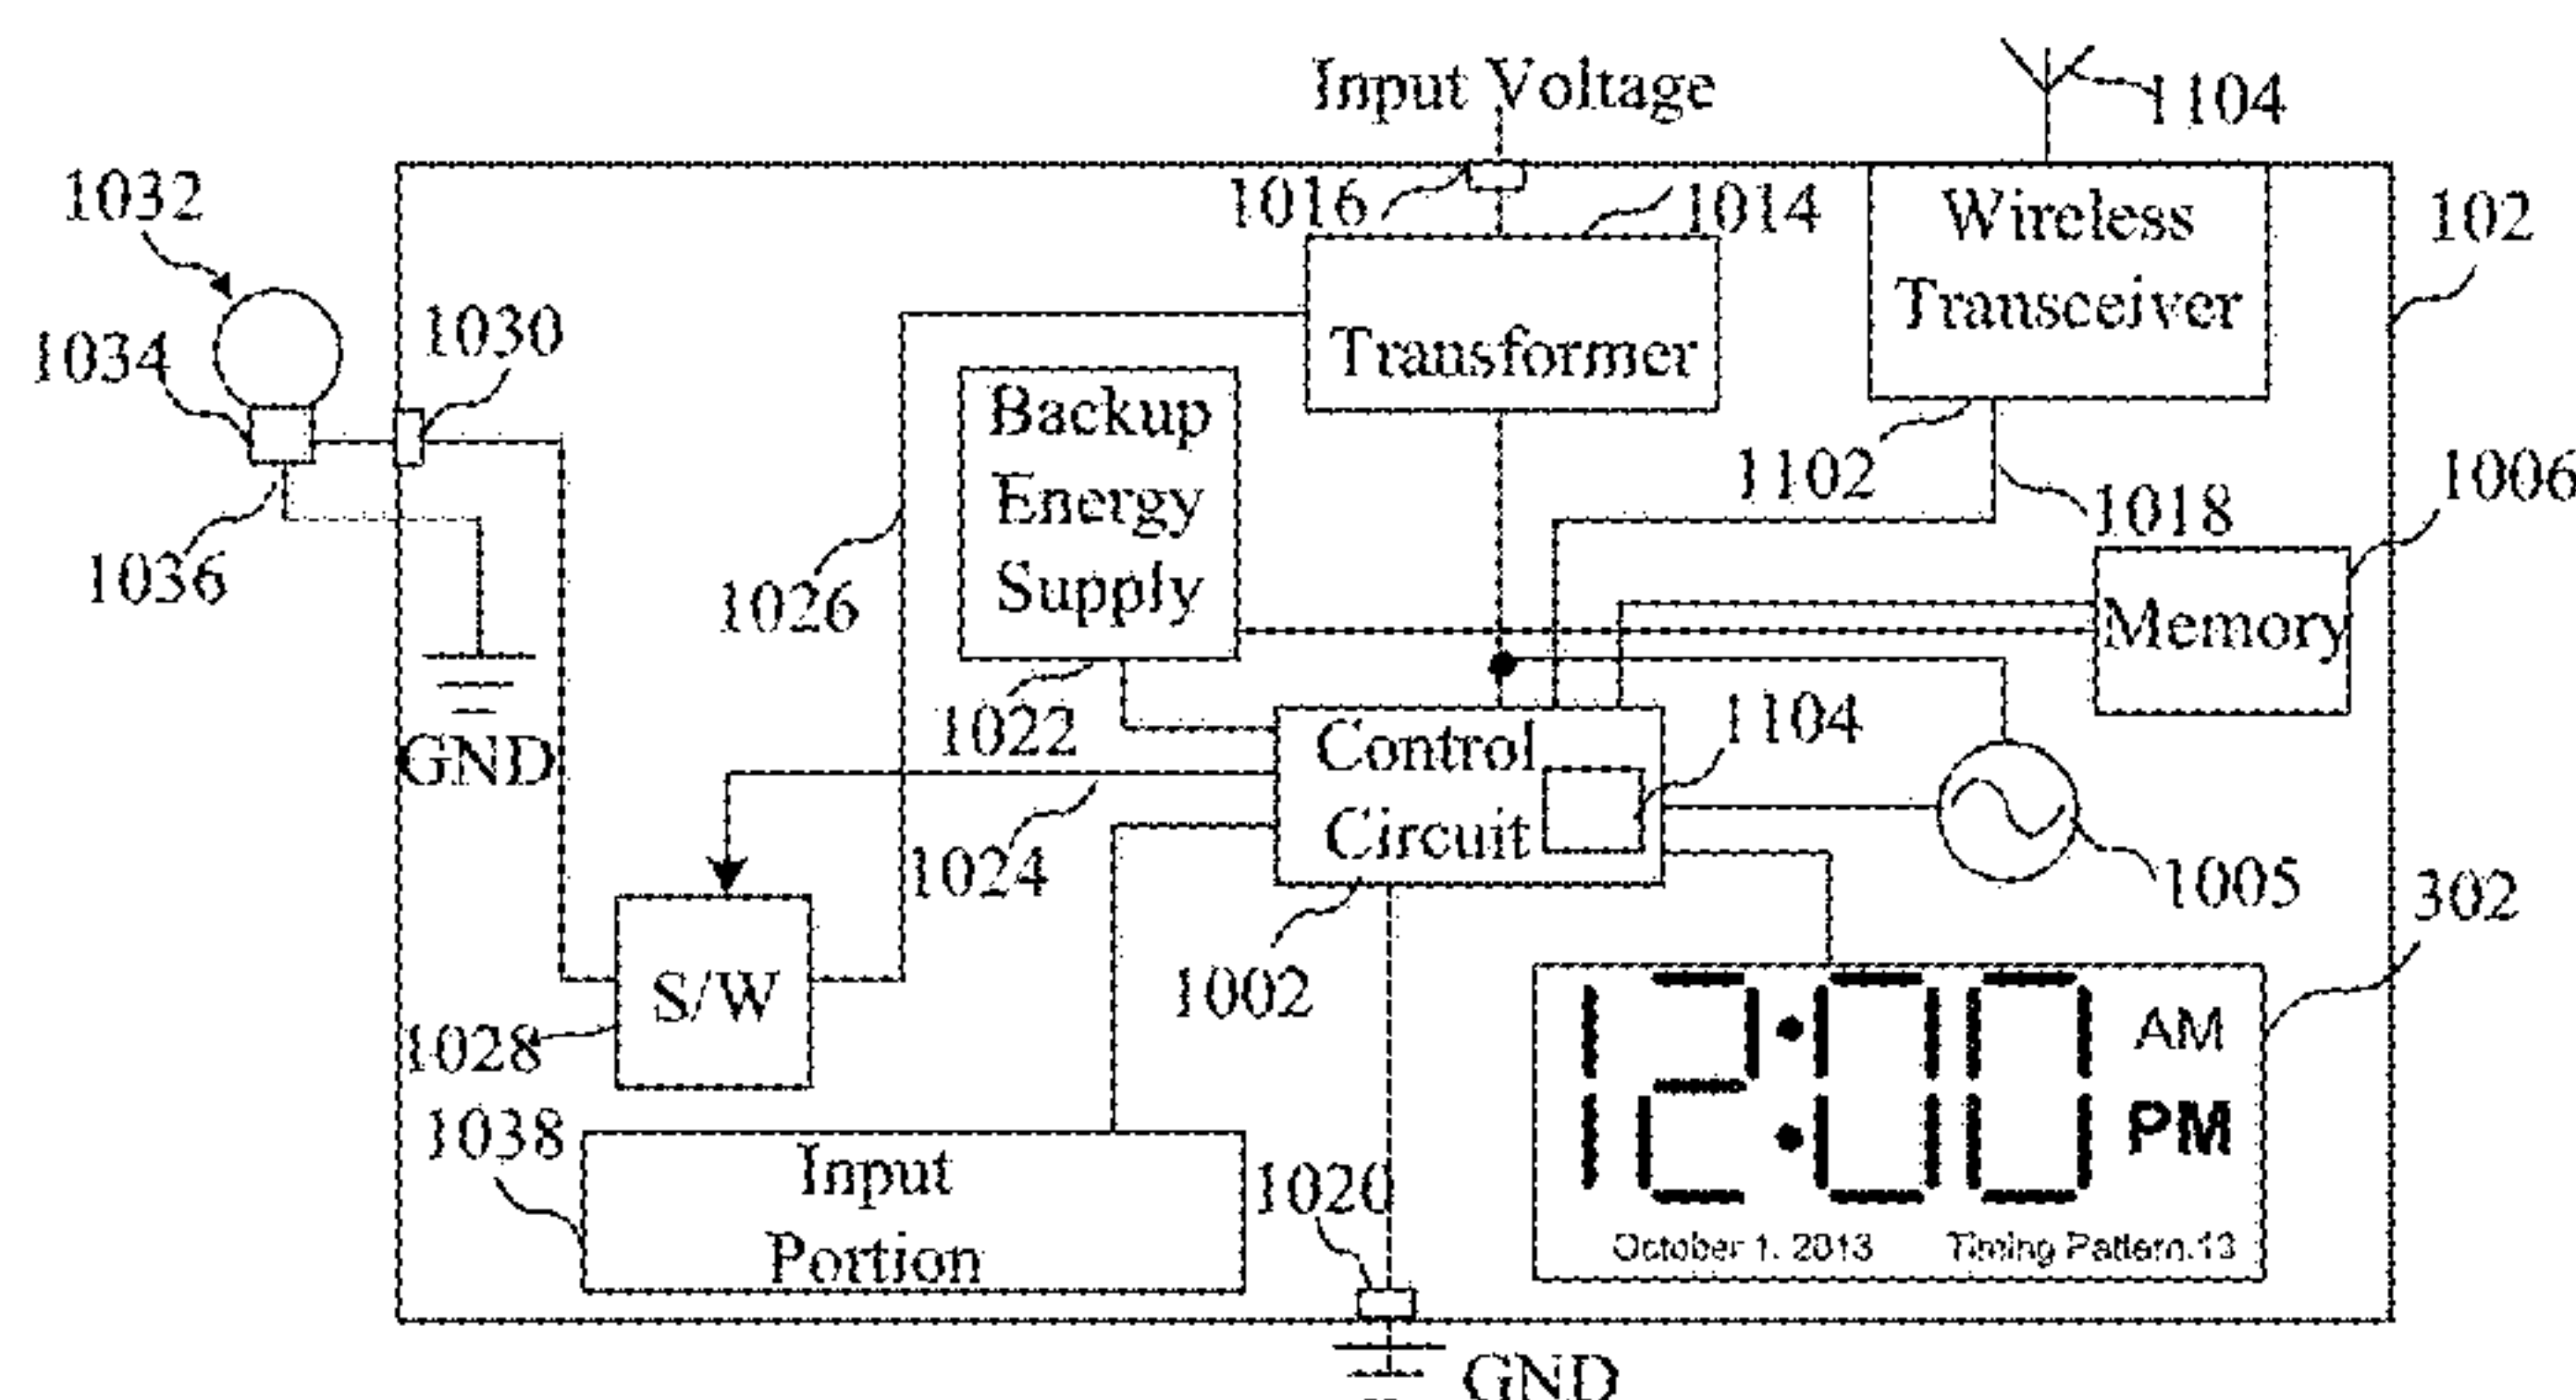 Input Voltage
1104
1032
1016
1014
Wireless
Transceiver
102
1034
1030
Transformer
Backup
Energy
Supply
1102
1018
1006
1036
1026
Memory
GND
1022
Control
Circuit
1104
1024
1005
302
S/W
1002
1028
12:00
AM
PM
1038
Input
Portion
1020
October 1, 2013
Timing Pattern.13
GND